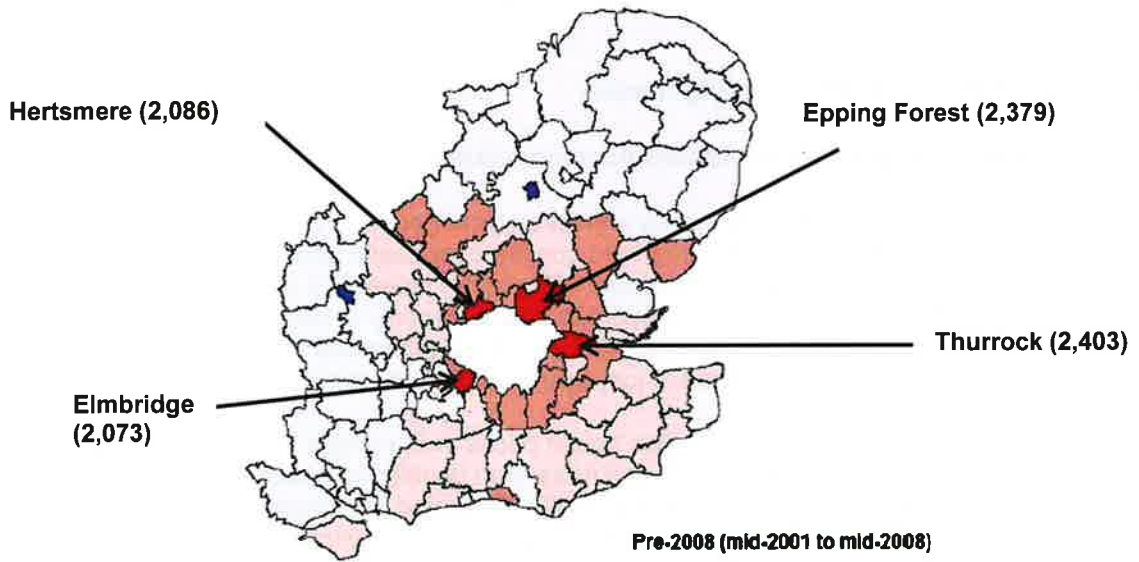 Hertsmere (2,086)
Epping Forest (2,379)
Thurrock (2,403)
Elmbridge
(2,073)
Pre-2008 (mid-2001 to mid-2008)